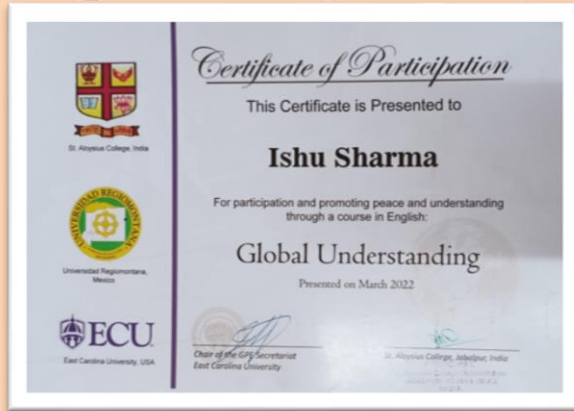 Certificate of Participation
This Certificate is Presented to
Ishu Sharma
For participation and promoting peace and understanding
through a course in English:
Global Understanding
Presented on March 2022
St. Aloysius College, India
UNIVERSIDAD REGIOMONTANA
Universidad Regiomontana,
Mexico
ECU
East Carolina University, USA
Chair of the GPE Secretariat
East Carolina University
St. Aloysius College, Jabalpur, India